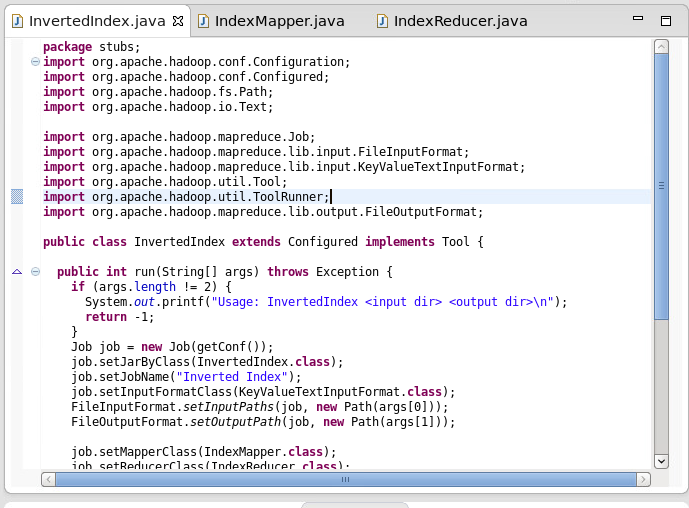 InvertedIndex.java IndexMapper.java IndexReducer.java
package stubs;
import org.apache.hadoop.conf.Configuration;
import org.apache.hadoop.conf.Configured;
import org.apache.hadoop.fs.Path;
import org.apache.hadoop.io.Text;
import org.apache.hadoop.mapreduce.Job;
import org.apache.hadoop.mapreduce.lib.input.FileInputFormat;
import org.apache.hadoop.mapreduce.lib.input.KeyValueTextInputFormat;
import org.apache.hadoop.util.Tool;
import org.apache.hadoop.util.ToolRunner;
import org.apache.hadoop.mapreduce.lib.output.FileOutputFormat;
public class InvertedIndex extends Configured implements Tool {
public int run(String[] args) throws Exception {
if (args.length != 2) {
System.out.printf("Usage: InvertedIndex <input dir> <output dir>\n");
return -1;
}
Job job = new Job(getConf());
job.setJarByClass(InvertedIndex.class);
job.setJobName("Inverted Index");
job.setInputFormatClass(KeyValueTextInputFormat.class);
FileInputFormat.setInputPaths(job, new Path(args[0]));
FileOutputFormat.setOutputPath(job, new Path(args[1]));
job.setMapperClass(IndexMapper.class);
job.setReducerClass(IndexReducer.class);